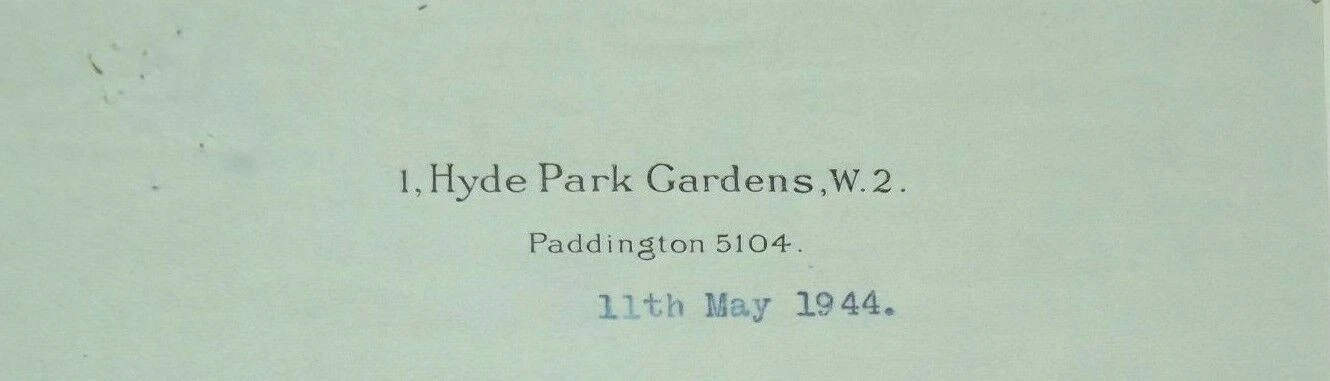 1, Hyde Park Gardens, W.2.
Paddington 5104.
11th May 1944.